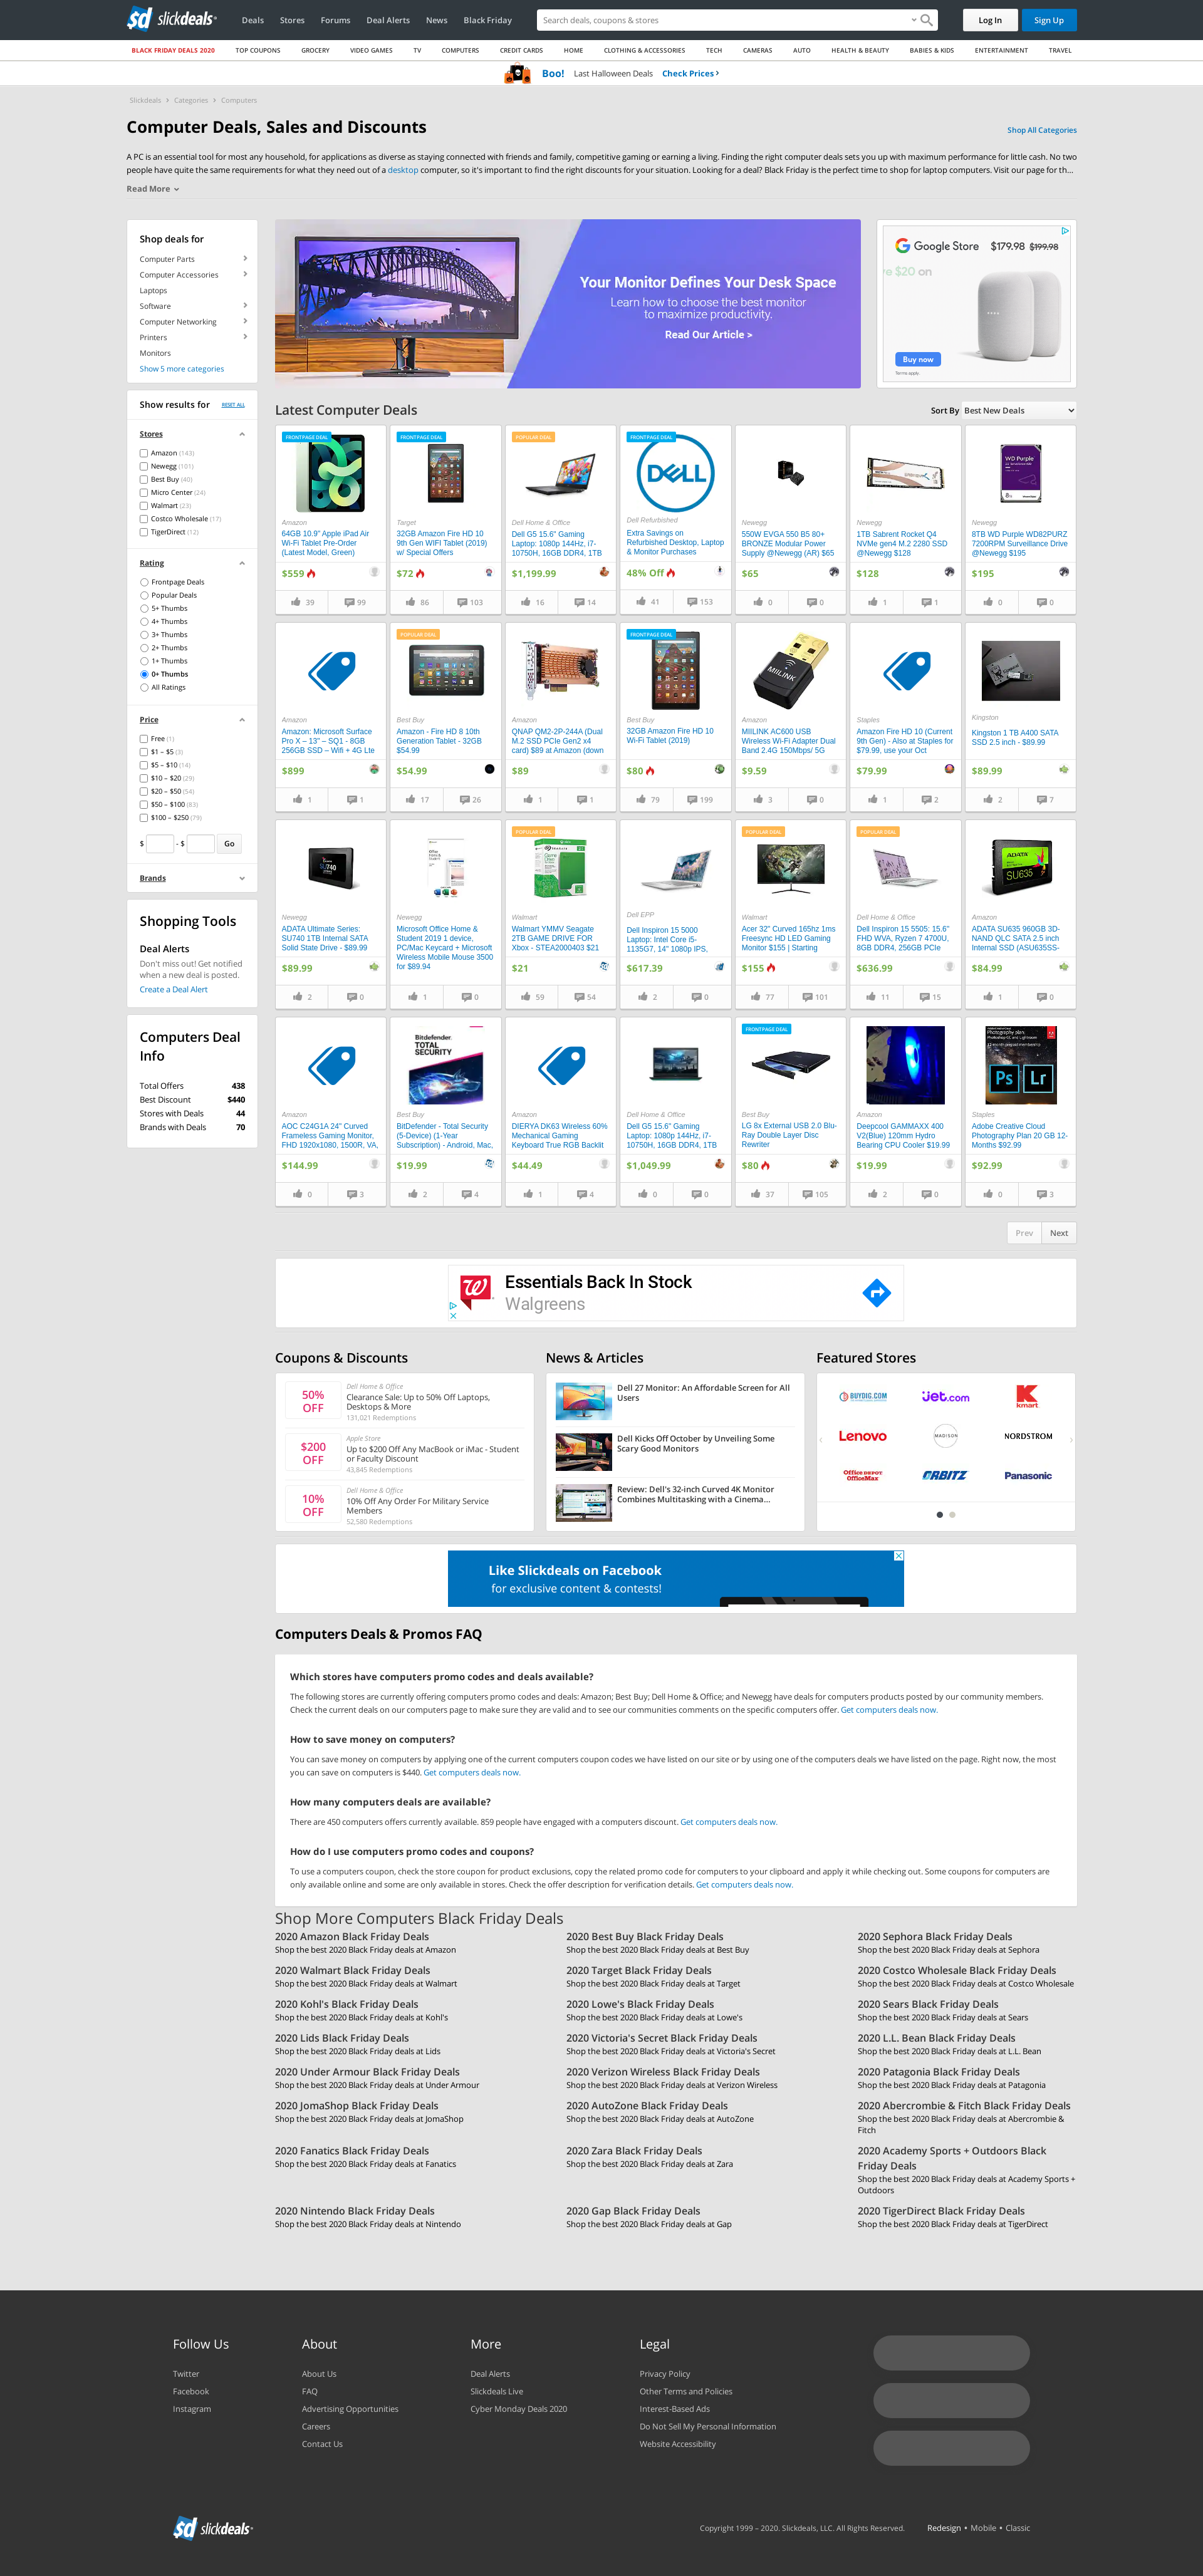 slickdeals
Deals Stores Forums Deal Alerts News Black Friday
Search deals, coupons & stores
Log In
Sign Up
BLACK FRIDAY DEALS 2020 TOP COUPONS GROCERY VIDEO GAMES TV COMPUTERS CREDIT CARDS HOME CLOTHING & ACCESSORIES TECH CAMERAS AUTO HEALTH & BEAUTY BABIES & KIDS ENTERTAINMENT TRAVEL
Boo! Last Halloween Deals Check Prices
Slickdeals > Categories > Computers
Computer Deals, Sales and Discounts
Shop All Categories
A PC is an essential tool for most any household, for applications as diverse as staying connected with friends and family, competitive gaming or earning a living. Finding the right computer deals sets you up with maximum performance for little cash. No two
people have quite the same requirements for what they need out of a desktop computer, so it's important to find the right discounts for your situation. Looking for a deal? Black Friday is the perfect time to shop for laptop computers. Visit our page for th...
Read More
Shop deals for
Computer Parts
Computer Accessories
Laptops
Software
Computer Networking
Printers
Monitors
Show 5 more categories
Show results for RESET ALL
Stores
Amazon (143)
Newegg (101)
Best Buy (40)
Micro Center (24)
Walmart (23)
Costco Wholesale (17)
TigerDirect (12)
Rating
Frontpage Deals
Popular Deals
5+ Thumbs
4+ Thumbs
3+ Thumbs
2+ Thumbs
1+ Thumbs
0+ Thumbs
All Ratings
Price
Free (1)
$1 – $5 (3)
$5 – $10 (14)
$10 – $20 (29)
$20 – $50 (54)
$50 – $100 (83)
$100 – $250 (79)
$ - $ Go
Brands
Shopping Tools
Deal Alerts
Don't miss out! Get notified
when a new deal is posted.
Create a Deal Alert
Computers Deal
Info
Total Offers 438
Best Discount $440
Stores with Deals 44
Brands with Deals 70
Your Monitor Defines Your Desk Space
Learn how to choose the best monitor
to maximize productivity.
Read Our Article >
Google Store $179.98 $199.98
Buy now
Terms apply.
Latest Computer Deals
Sort By Best New Deals
FRONTPAGE DEAL
Amazon
64GB 10.9" Apple iPad Air
Wi-Fi Tablet Pre-Order
(Latest Model, Green)
$559
39 99
FRONTPAGE DEAL
Target
32GB Amazon Fire HD 10
9th Gen WIFI Tablet (2019)
w/ Special Offers
$72
86 103
POPULAR DEAL
Dell Home & Office
Dell G5 15.6" Gaming
Laptop: 1080p 144Hz, i7-
10750H, 16GB DDR4, 1TB
$1,199.99
16 14
FRONTPAGE DEAL
DELL
Dell Refurbished
Extra Savings on
Refurbished Desktop, Laptop
& Monitor Purchases
48% Off
41 153
Newegg
550W EVGA 550 B5 80+
BRONZE Modular Power
Supply @Newegg (AR) $65
$65
0 0
Newegg
1TB Sabrent Rocket Q4
NVMe gen4 M.2 2280 SSD
@Newegg $128
$128
1 1
WD Purple
Newegg
8TB WD Purple WD82PURZ
7200RPM Surveillance Drive
@Newegg $195
$195
0 0
Amazon
Amazon: Microsoft Surface
Pro X – 13" – SQ1 - 8GB
256GB SSD – Wifi + 4G Lte
$899
1 1
POPULAR DEAL
Best Buy
Amazon - Fire HD 8 10th
Generation Tablet - 32GB
$54.99
$54.99
17 26
Amazon
QNAP QM2-2P-244A (Dual
M.2 SSD PCIe Gen2 x4
card) $89 at Amazon (down
$89
1 1
FRONTPAGE DEAL
Best Buy
32GB Amazon Fire HD 10
Wi-Fi Tablet (2019)
$80
79 199
MIILINK
Amazon
MIILINK AC600 USB
Wireless Wi-Fi Adapter Dual
Band 2.4G 150Mbps/ 5G
$9.59
3 0
Staples
Amazon Fire HD 10 (Current
9th Gen) - Also at Staples for
$79.99, use your Oct
$79.99
1 2
Kingston
Kingston 1 TB A400 SATA
SSD 2.5 inch - $89.99
$89.99
2 7
Newegg
ADATA Ultimate Series:
SU740 1TB Internal SATA
Solid State Drive - $89.99
$89.99
2 0
Newegg
Microsoft Office Home &
Student 2019 1 device,
PC/Mac Keycard + Microsoft
Wireless Mobile Mouse 3500
for $89.94
1 0
POPULAR DEAL
Walmart
Walmart YMMV Seagate
2TB GAME DRIVE FOR
Xbox - STEA2000403 $21
$21
59 54
Dell EPP
Dell Inspiron 15 5000
Laptop: Intel Core i5-
1135G7, 14" 1080p IPS,
$617.39
2 0
POPULAR DEAL
Walmart
Acer 32" Curved 165hz 1ms
Freesync HD LED Gaming
Monitor $155 | Starting
$155
77 101
POPULAR DEAL
Dell Home & Office
Dell Inspiron 15 5505: 15.6"
FHD WVA, Ryzen 7 4700U,
8GB DDR4, 256GB PCIe
$636.99
11 15
ADATA
SU635
Amazon
ADATA SU635 960GB 3D-
NAND QLC SATA 2.5 inch
Internal SSD (ASU635SS-
$84.99
1 0
Amazon
AOC C24G1A 24" Curved
Frameless Gaming Monitor,
FHD 1920x1080, 1500R, VA,
$144.99
0 3
Bitdefender
TOTAL
SECURITY
Best Buy
BitDefender - Total Security
(5-Device) (1-Year
Subscription) - Android, Mac,
$19.99
2 4
Amazon
DIERYA DK63 Wireless 60%
Mechanical Gaming
Keyboard True RGB Backlit
$44.49
1 4
Dell Home & Office
Dell G5 15.6" Gaming
Laptop: 1080p 144Hz, i7-
10750H, 16GB DDR4, 1TB
$1,049.99
0 0
FRONTPAGE DEAL
Best Buy
LG 8x External USB 2.0 Blu-
Ray Double Layer Disc
Rewriter
$80
37 105
Amazon
Deepcool GAMMAXX 400
V2(Blue) 120mm Hydro
Bearing CPU Cooler $19.99
$19.99
2 0
Photography plan
Ps Lr
Staples
Adobe Creative Cloud
Photography Plan 20 GB 12-
Months $92.99
$92.99
0 3
Prev Next
Essentials Back In Stock
Walgreens
Coupons & Discounts
50%
OFF
Dell Home & Office
Clearance Sale: Up to 50% Off Laptops,
Desktops & More
131,021 Redemptions
$200
OFF
Apple Store
Up to $200 Off Any MacBook or iMac - Student
or Faculty Discount
43,845 Redemptions
10%
OFF
Dell Home & Office
10% Off Any Order For Military Service
Members
52,580 Redemptions
News & Articles
Dell 27 Monitor: An Affordable Screen for All
Users
Dell Kicks Off October by Unveiling Some
Scary Good Monitors
Review: Dell's 32-inch Curved 4K Monitor
Combines Multitasking with a Cinema...
Featured Stores
BUYDIG.COM jet.com kmart
Lenovo MADISON NORDSTROM
Office DEPOT OfficeMax ORBITZ Panasonic
Like Slickdeals on Facebook
for exclusive content & contests!
Computers Deals & Promos FAQ
Which stores have computers promo codes and deals available?
The following stores are currently offering computers promo codes and deals: Amazon; Best Buy; Dell Home & Office; and Newegg have deals for computers products posted by our community members.
Check the current deals on our computers page to make sure they are valid and to see our communities comments on the specific computers offer. Get computers deals now.
How to save money on computers?
You can save money on computers by applying one of the current computers coupon codes we have listed on our site or by using one of the computers deals we have listed on the page. Right now, the most
you can save on computers is $440. Get computers deals now.
How many computers deals are available?
There are 450 computers offers currently available. 859 people have engaged with a computers discount. Get computers deals now.
How do I use computers promo codes and coupons?
To use a computers coupon, check the store coupon for product exclusions, copy the related promo code for computers to your clipboard and apply it while checking out. Some coupons for computers are
only available online and some are only available in stores. Check the offer description for verification details. Get computers deals now.
Shop More Computers Black Friday Deals
2020 Amazon Black Friday Deals
Shop the best 2020 Black Friday deals at Amazon
2020 Best Buy Black Friday Deals
Shop the best 2020 Black Friday deals at Best Buy
2020 Sephora Black Friday Deals
Shop the best 2020 Black Friday deals at Sephora
2020 Walmart Black Friday Deals
Shop the best 2020 Black Friday deals at Walmart
2020 Target Black Friday Deals
Shop the best 2020 Black Friday deals at Target
2020 Costco Wholesale Black Friday Deals
Shop the best 2020 Black Friday deals at Costco Wholesale
2020 Kohl's Black Friday Deals
Shop the best 2020 Black Friday deals at Kohl's
2020 Lowe's Black Friday Deals
Shop the best 2020 Black Friday deals at Lowe's
2020 Sears Black Friday Deals
Shop the best 2020 Black Friday deals at Sears
2020 Lids Black Friday Deals
Shop the best 2020 Black Friday deals at Lids
2020 Victoria's Secret Black Friday Deals
Shop the best 2020 Black Friday deals at Victoria's Secret
2020 L.L. Bean Black Friday Deals
Shop the best 2020 Black Friday deals at L.L. Bean
2020 Under Armour Black Friday Deals
Shop the best 2020 Black Friday deals at Under Armour
2020 Verizon Wireless Black Friday Deals
Shop the best 2020 Black Friday deals at Verizon Wireless
2020 Patagonia Black Friday Deals
Shop the best 2020 Black Friday deals at Patagonia
2020 JomaShop Black Friday Deals
Shop the best 2020 Black Friday deals at JomaShop
2020 AutoZone Black Friday Deals
Shop the best 2020 Black Friday deals at AutoZone
2020 Abercrombie & Fitch Black Friday Deals
Shop the best 2020 Black Friday deals at Abercrombie &
Fitch
2020 Fanatics Black Friday Deals
Shop the best 2020 Black Friday deals at Fanatics
2020 Zara Black Friday Deals
Shop the best 2020 Black Friday deals at Zara
2020 Academy Sports + Outdoors Black
Friday Deals
Shop the best 2020 Black Friday deals at Academy Sports +
Outdoors
2020 Nintendo Black Friday Deals
Shop the best 2020 Black Friday deals at Nintendo
2020 Gap Black Friday Deals
Shop the best 2020 Black Friday deals at Gap
2020 TigerDirect Black Friday Deals
Shop the best 2020 Black Friday deals at TigerDirect
Follow Us
Twitter
Facebook
Instagram
About
About Us
FAQ
Advertising Opportunities
Careers
Contact Us
More
Deal Alerts
Slickdeals Live
Cyber Monday Deals 2020
Legal
Privacy Policy
Other Terms and Policies
Interest-Based Ads
Do Not Sell My Personal Information
Website Accessibility
slickdeals
Copyright 1999 – 2020. Slickdeals, LLC. All Rights Reserved. Redesign • Mobile • Classic